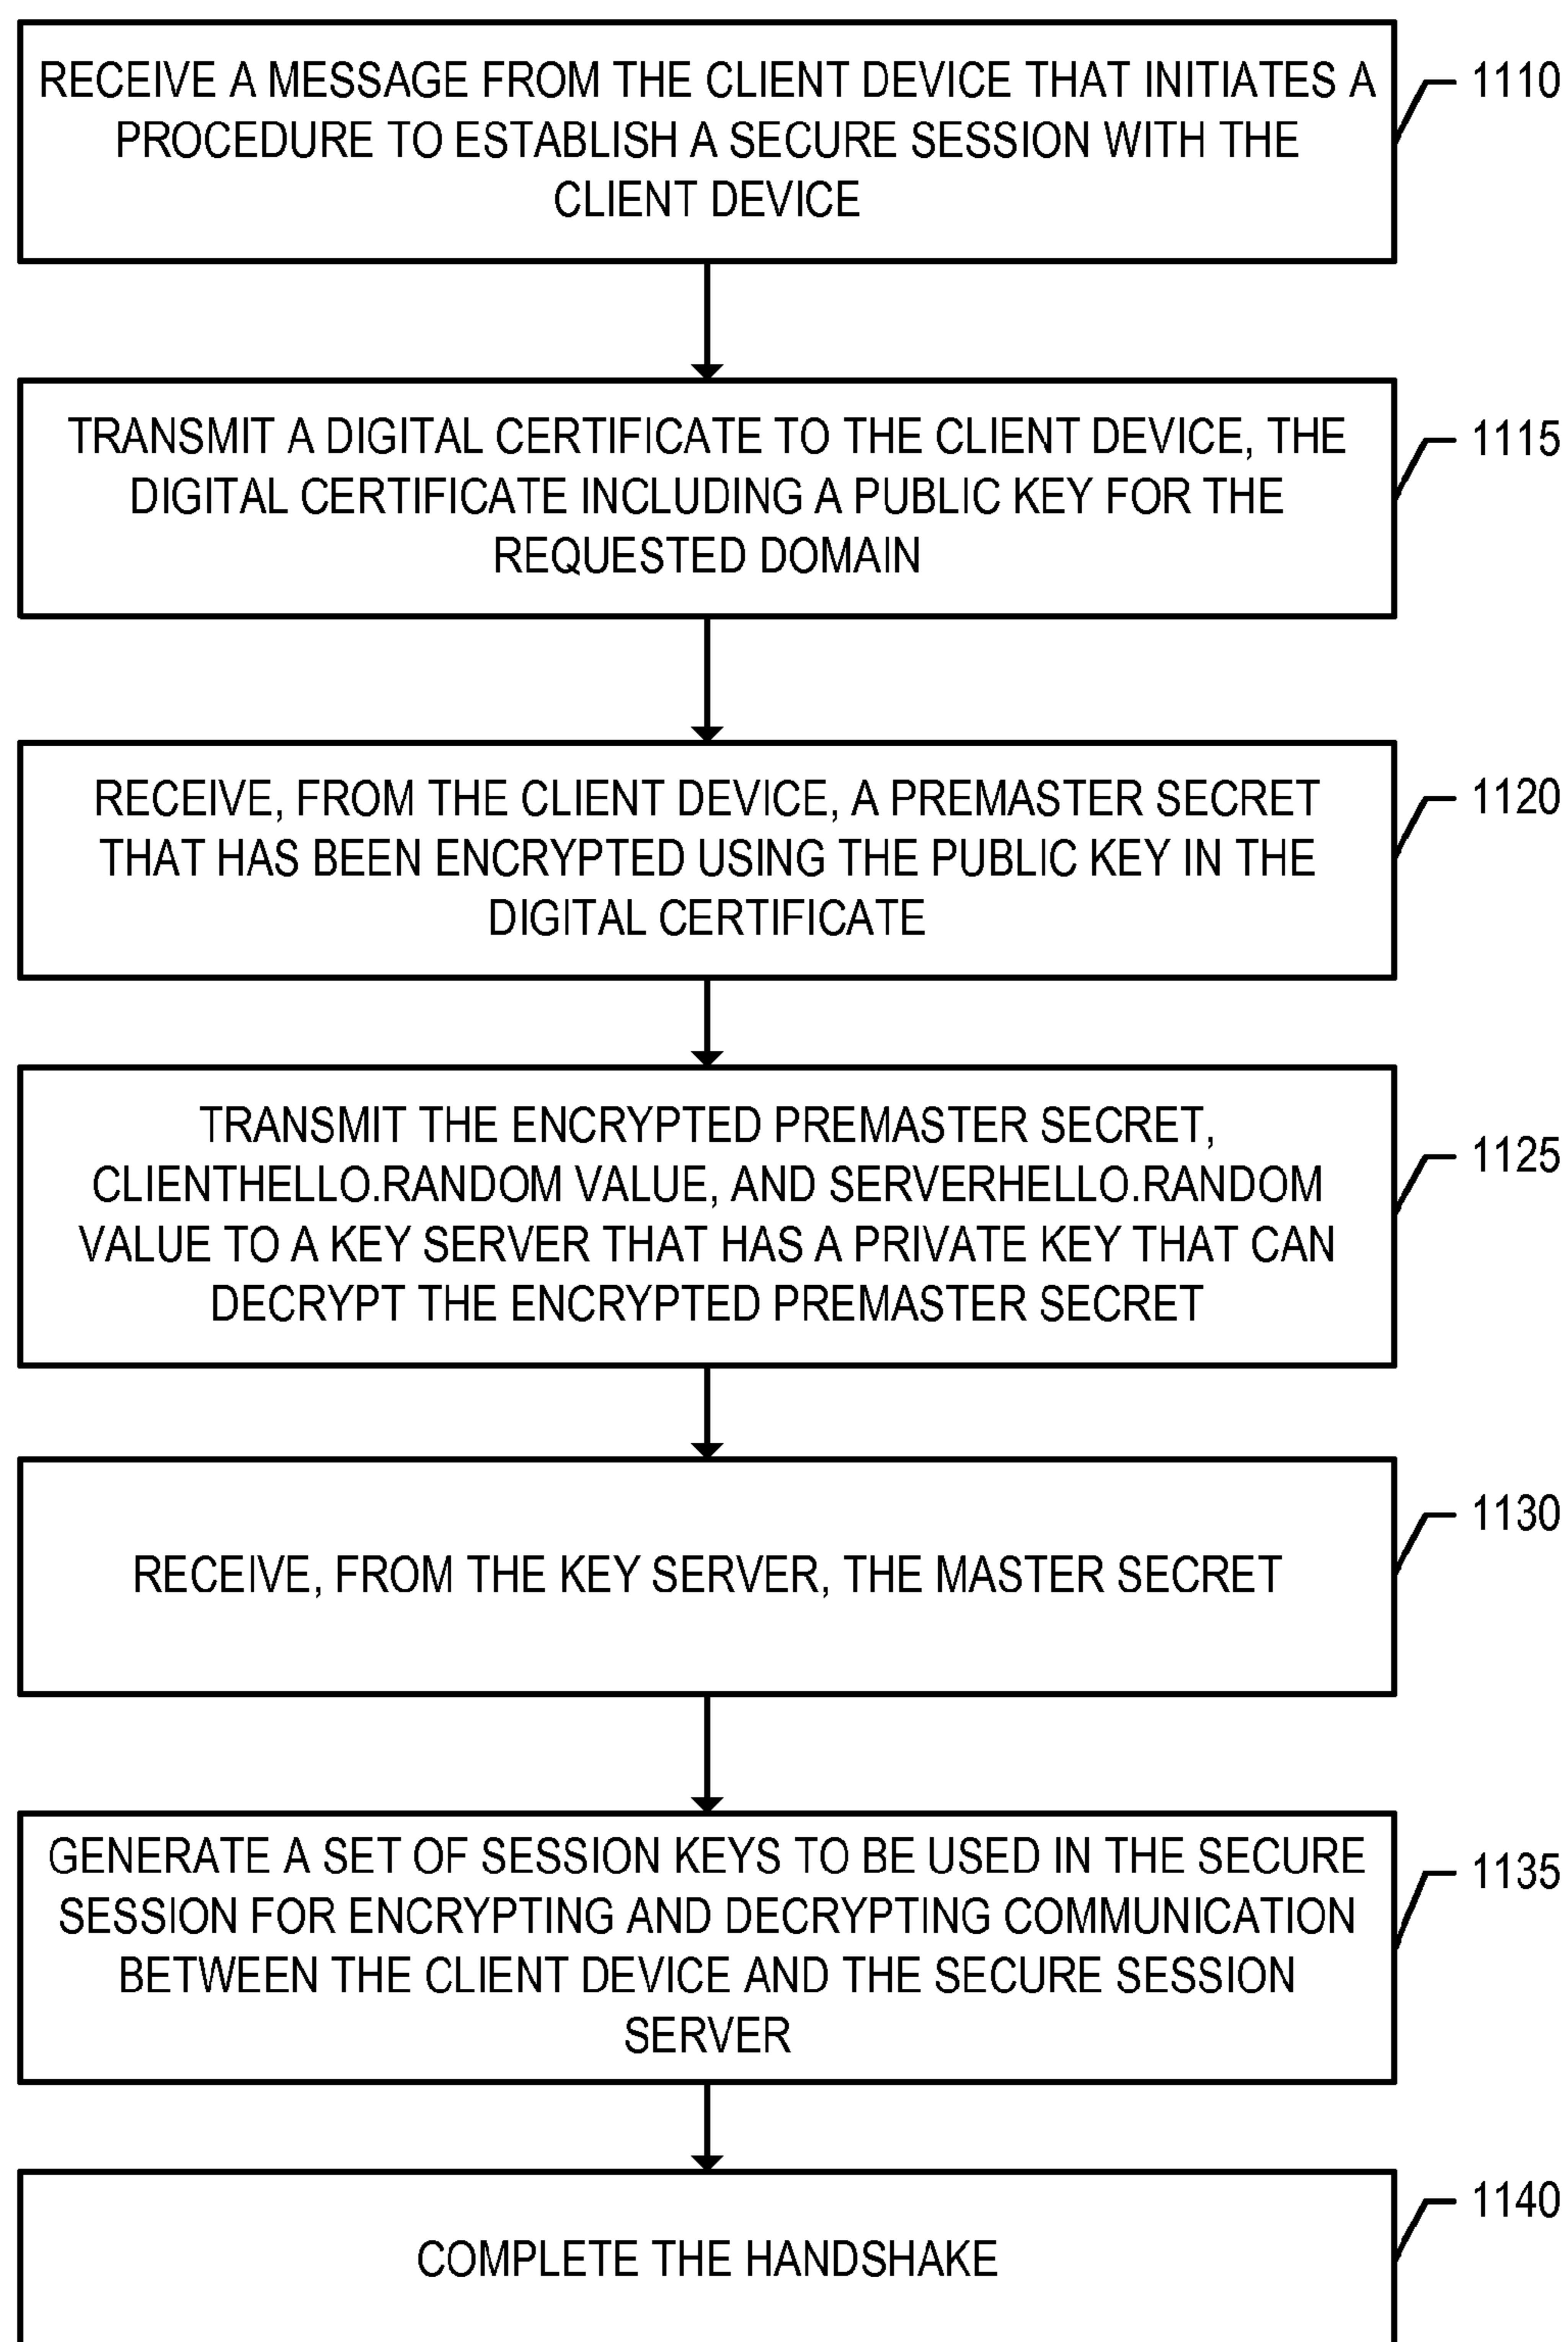 RECEIVE A MESSAGE FROM THE CLIENT DEVICE THAT INITIATES A
PROCEDURE TO ESTABLISH A SECURE SESSION WITH THE
CLIENT DEVICE
1110
TRANSMIT A DIGITAL CERTIFICATE TO THE CLIENT DEVICE, THE
DIGITAL CERTIFICATE INCLUDING A PUBLIC KEY FOR THE
REQUESTED DOMAIN
1115
RECEIVE, FROM THE CLIENT DEVICE, A PREMASTER SECRET
THAT HAS BEEN ENCRYPTED USING THE PUBLIC KEY IN THE
DIGITAL CERTIFICATE
1120
TRANSMIT THE ENCRYPTED PREMASTER SECRET,
CLIENTHELLO.RANDOM VALUE, AND SERVERHELLO.RANDOM
VALUE TO A KEY SERVER THAT HAS A PRIVATE KEY THAT CAN
DECRYPT THE ENCRYPTED PREMASTER SECRET
1125
RECEIVE, FROM THE KEY SERVER, THE MASTER SECRET
1130
GENERATE A SET OF SESSION KEYS TO BE USED IN THE SECURE
SESSION FOR ENCRYPTING AND DECRYPTING COMMUNICATION
BETWEEN THE CLIENT DEVICE AND THE SECURE SESSION
SERVER
1135
COMPLETE THE HANDSHAKE
1140